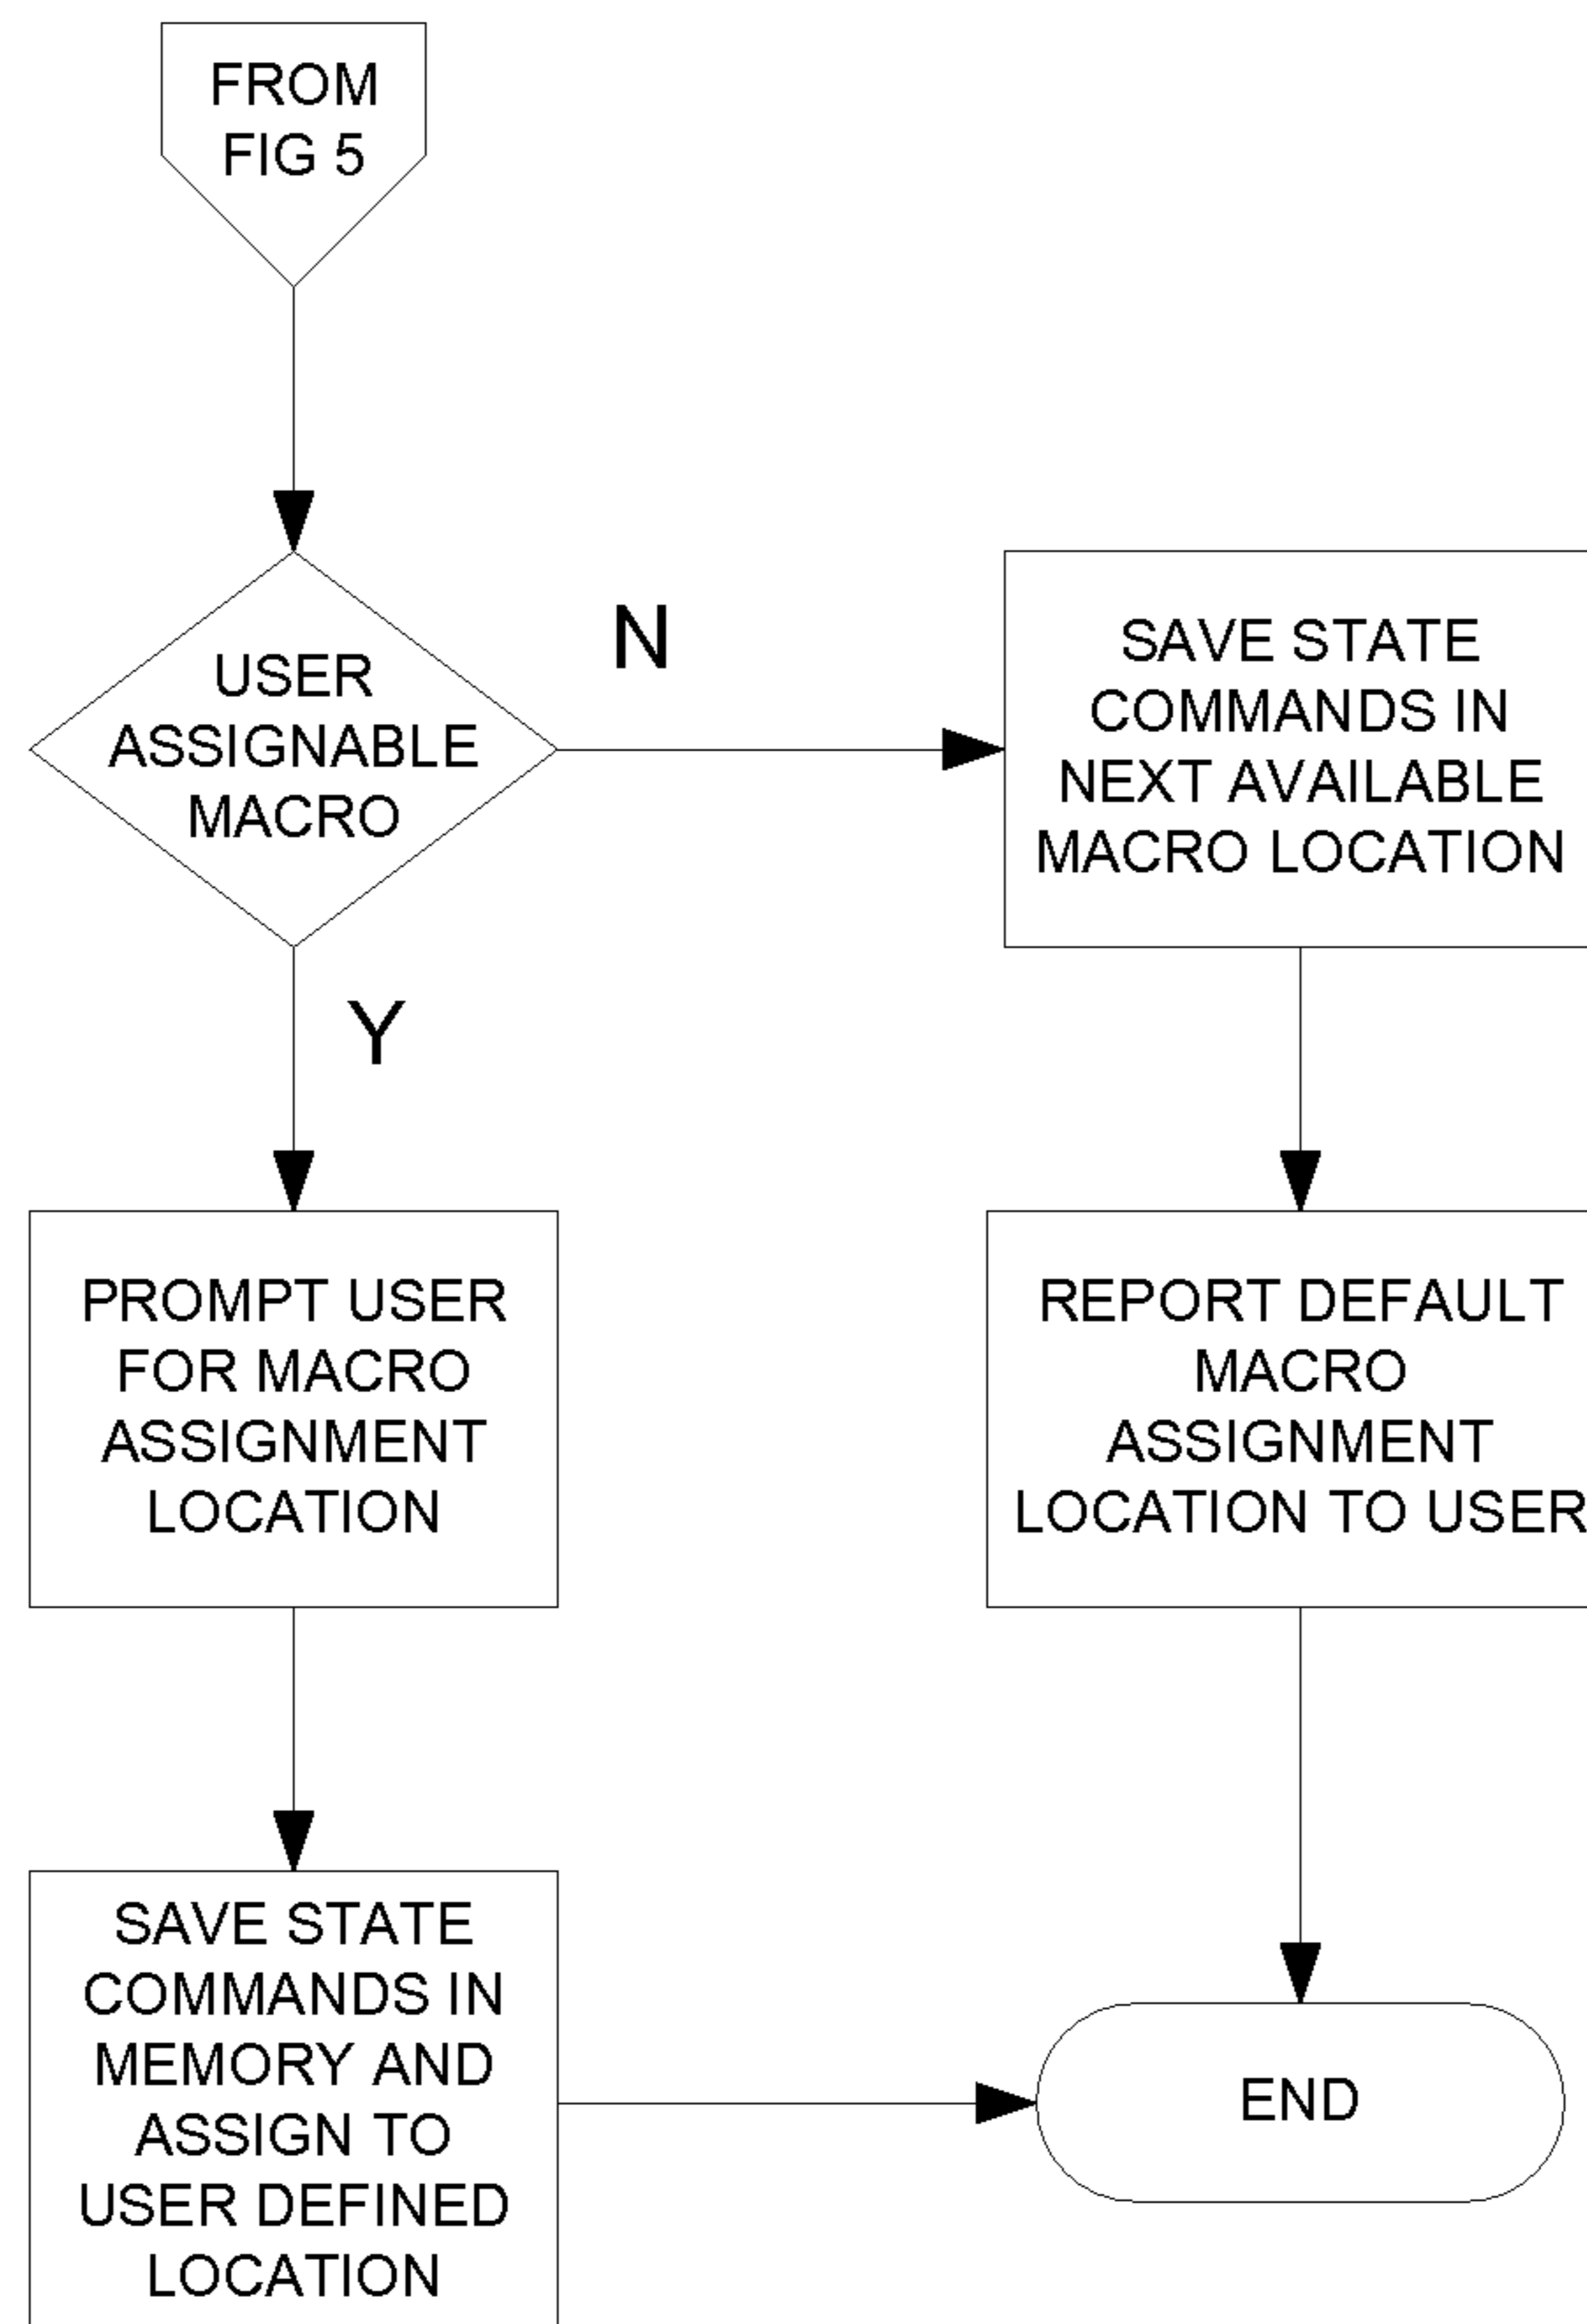 FROM
FIG 5
USER
ASSIGNABLE
MACRO
N
SAVE STATE
COMMANDS IN
NEXT AVAILABLE
MACRO LOCATION
Y
PROMPT USER
FOR MACRO
ASSIGNMENT
LOCATION
REPORT DEFAULT
MACRO
ASSIGNMENT
LOCATION TO USER
SAVE STATE
COMMANDS IN
MEMORY AND
ASSIGN TO
USER DEFINED
LOCATION
END